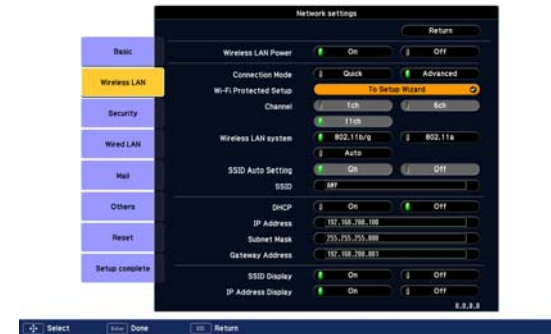 Network settings
Return
Basic
Wireless LAN
Security
Wired LAN
Mail
Others
Reset
Setup complete
Wireless LAN Power On Off
Connection Mode Quick Advanced
Wi-Fi Protected Setup To Setup Wizard
Channel 1ch 6ch
11ch
Wireless LAN system 802.11b/g 802.11a
Auto
SSID Auto Setting On Off
SSID ANY
DHCP On Off
IP Address 192.168.200.100
Subnet Mask 255.255.255.000
Gateway Address 192.168.200.001
SSID Display On Off
IP Address Display On Off
Select Enter Done Return